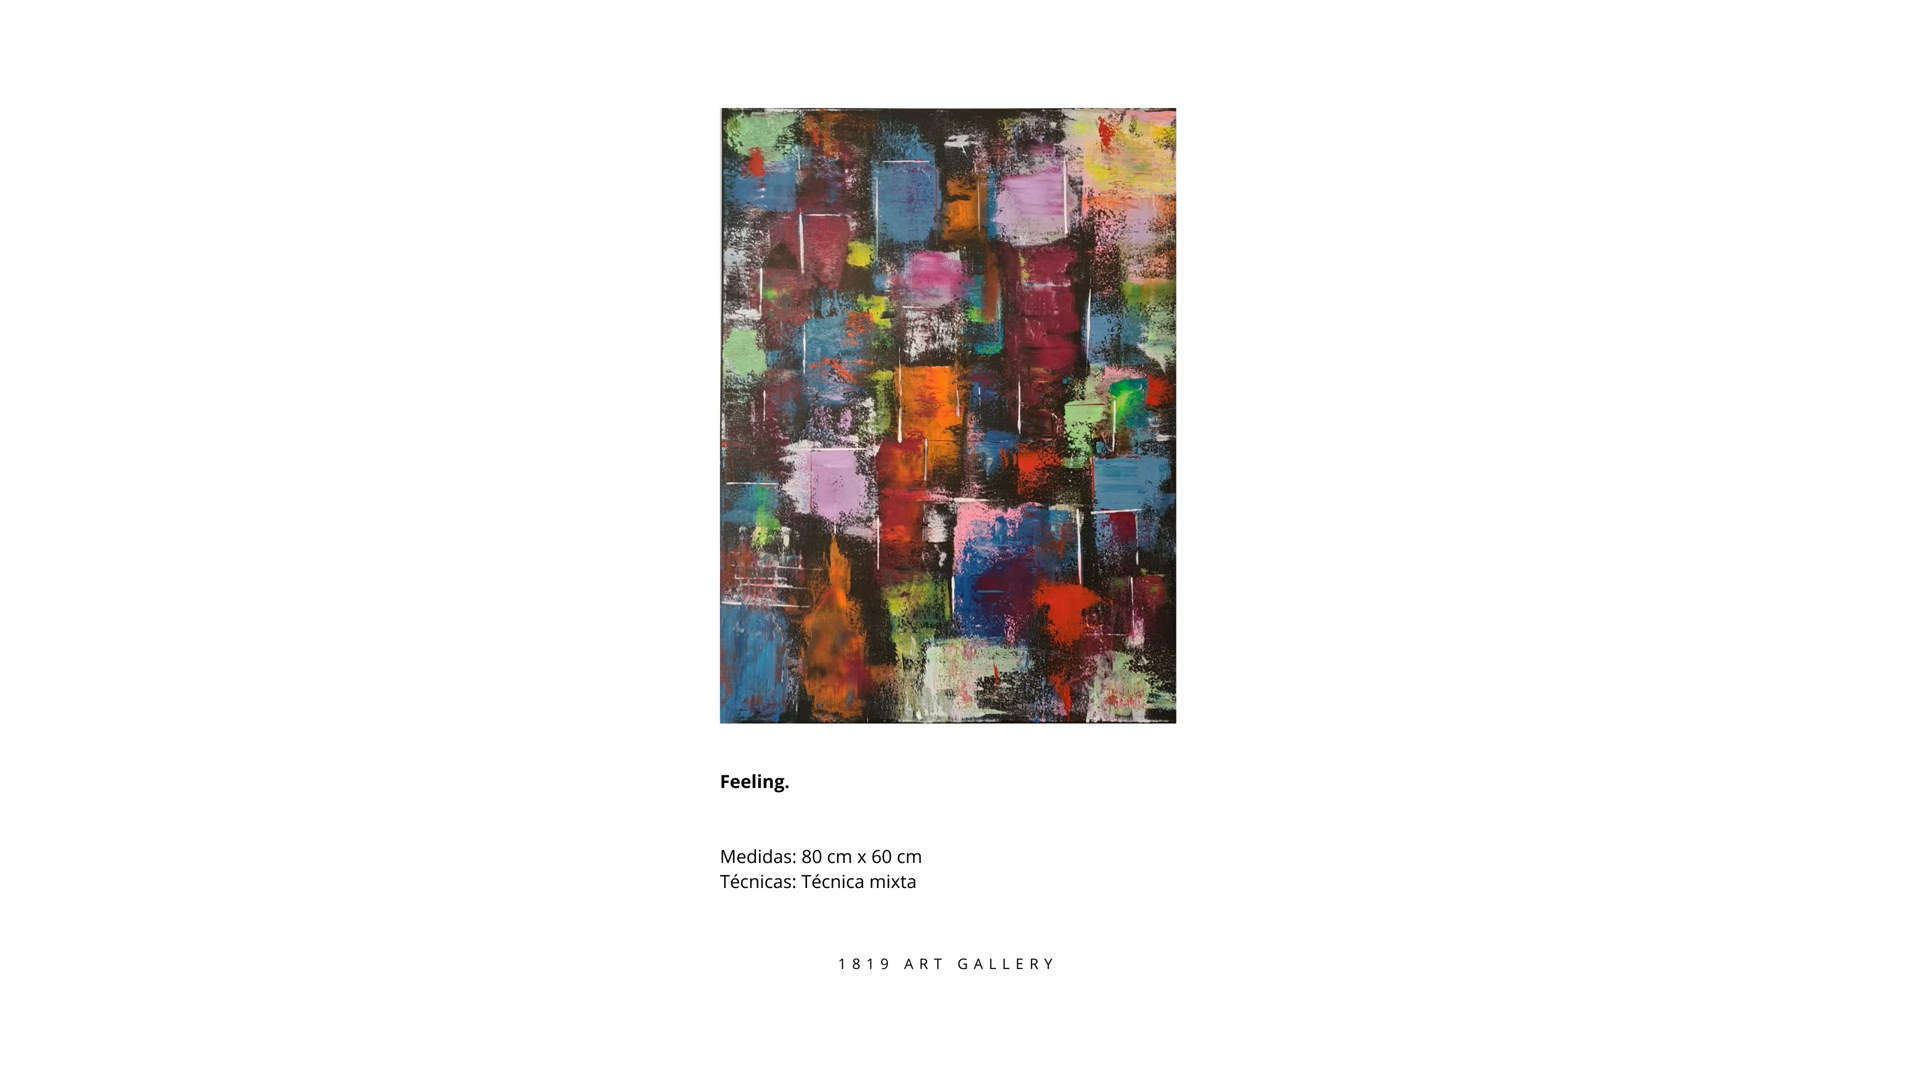 Feeling.
Medidas: 80 cm x 60 cm
Técnicas: Técnica mixta
1819 ART GALLERY